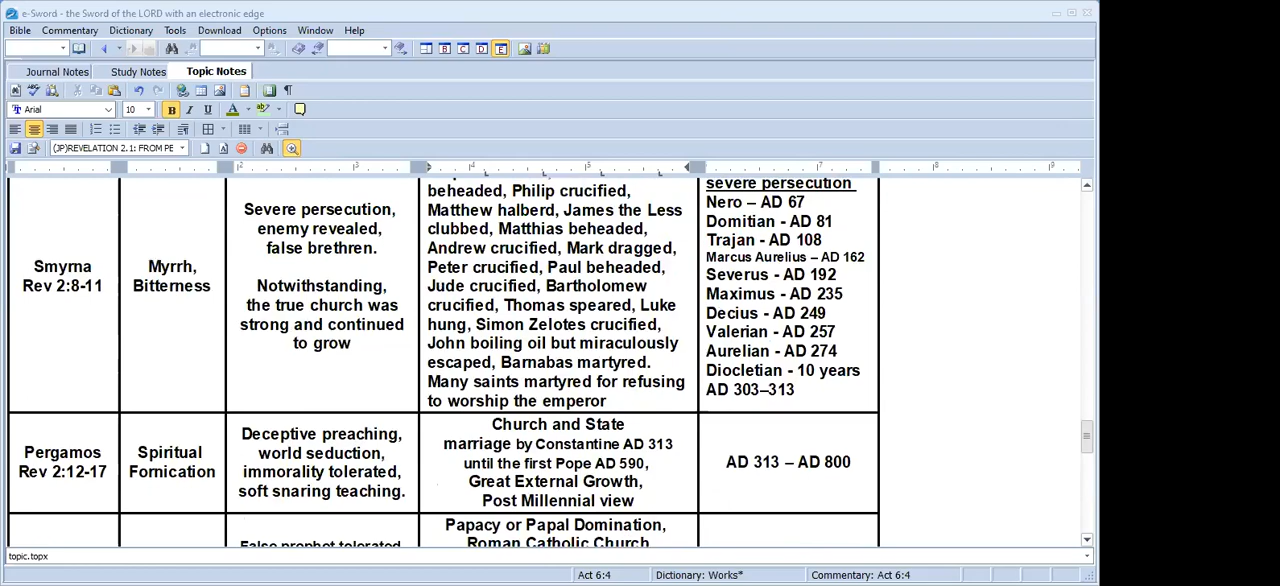 e-Sword - the Sword of the LORD with an electronic edge
Bible Commentary Dictionary Tools Download Options Window Help
B C D E
Journal Notes Study Notes Topic Notes
Arial 10 B I U A
(JP)REVELATION 2.1: FROM PE
2 3 4 5 7 9
Smyrna
Rev 2:8-11
Myrrh,
Bitterness
Severe persecution,
enemy revealed,
false brethren.
Notwithstanding,
the true church was
strong and continued
to grow
beheaded, Philip crucified,
Matthew halberd, James the Less
clubbed, Matthias beheaded,
Andrew crucified, Mark dragged,
Peter crucified, Paul beheaded,
Jude crucified, Bartholomew
crucified, Thomas speared, Luke
hung, Simon Zelotes crucified,
John boiling oil but miraculously
escaped, Barnabas martyred.
Many saints martyred for refusing
to worship the emperor
severe persecution
Nero – AD 67
Domitian - AD 81
Trajan - AD 108
Marcus Aurelius – AD 162
Severus - AD 192
Maximus - AD 235
Decius - AD 249
Valerian - AD 257
Aurelian - AD 274
Diocletian - 10 years
AD 303–313
Pergamos
Rev 2:12-17
Spiritual
Fornication
Deceptive preaching,
world seduction,
immorality tolerated,
soft snaring teaching.
Church and State
marriage by Constantine AD 313
until the first Pope AD 590,
Great External Growth,
Post Millennial view
AD 313 – AD 800
False prophet tolerated
Papacy or Papal Domination,
Roman Catholic Church
topic.topx
Act 6:4 Dictionary: Works* Commentary: Act 6:4